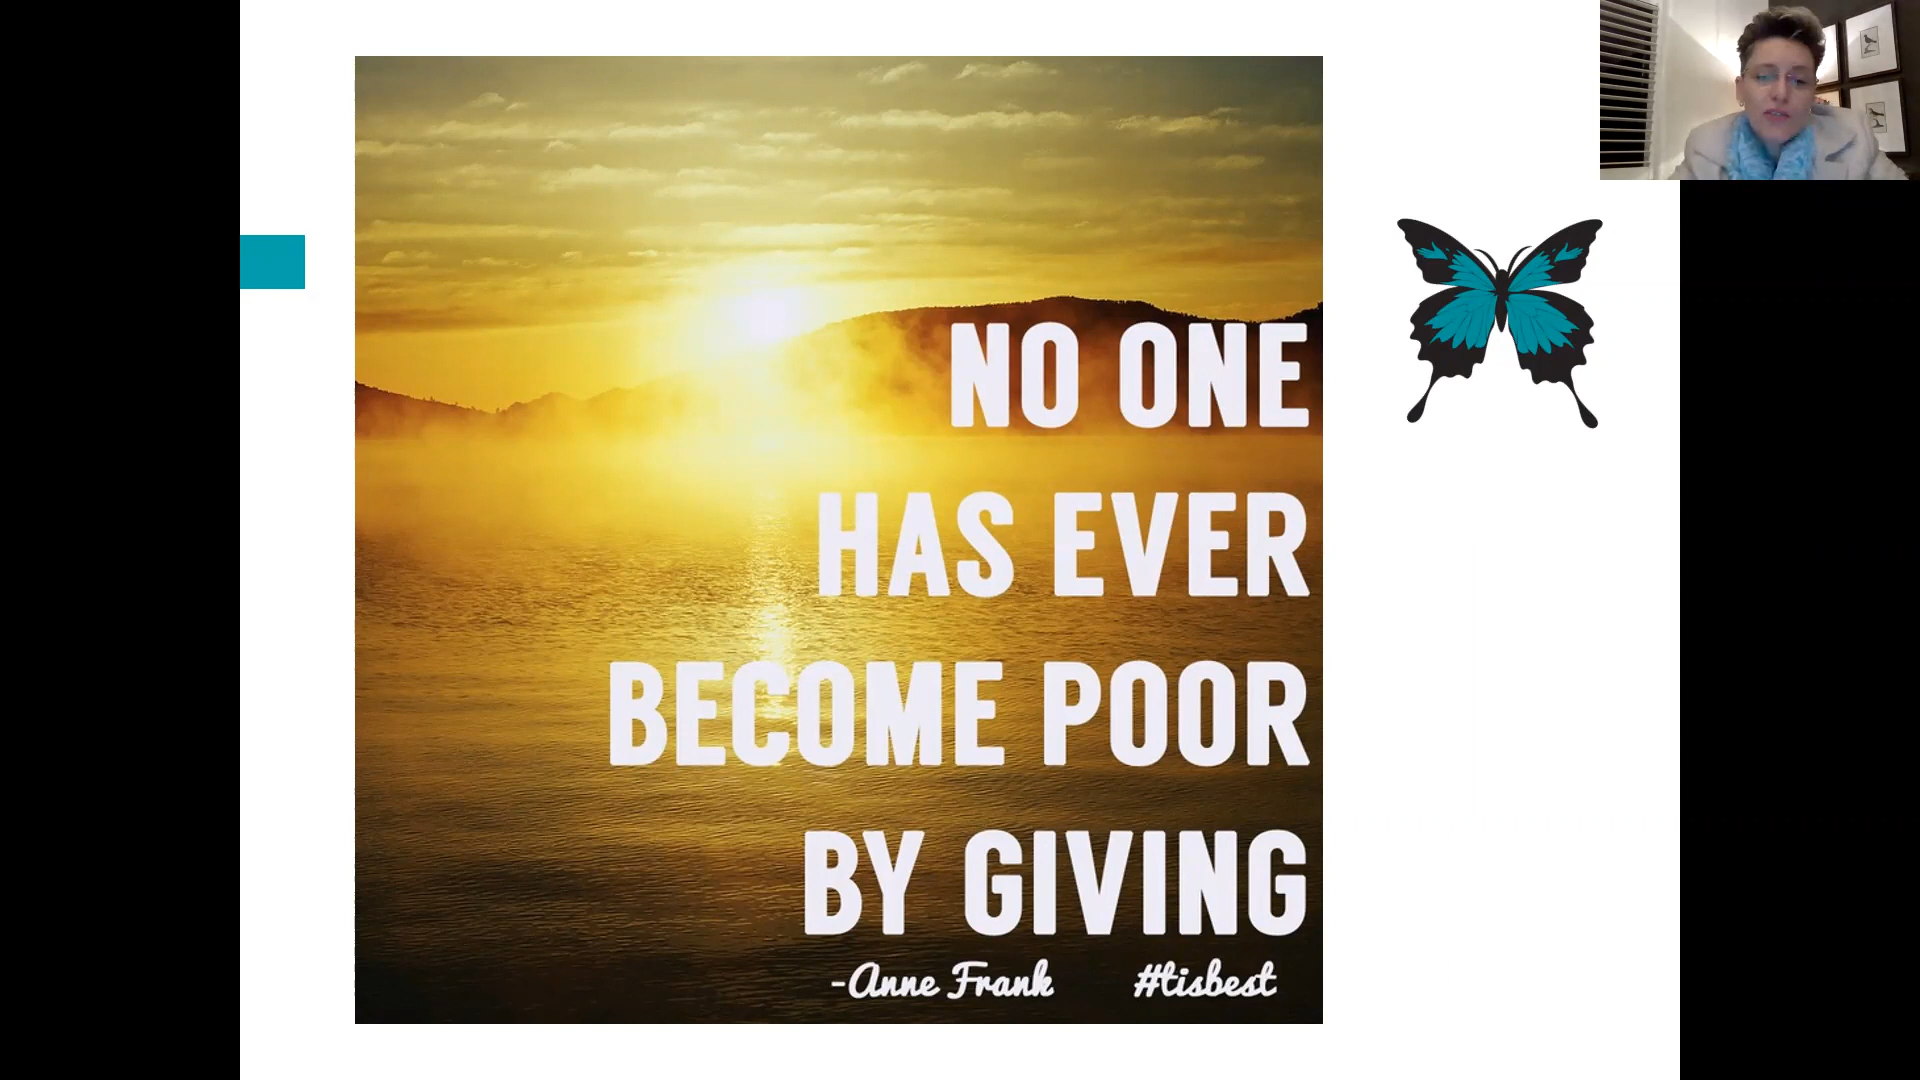 NO ONE
HAS EVER
BECOME POOR
BY GIVING
-Anne Frank #tisbest